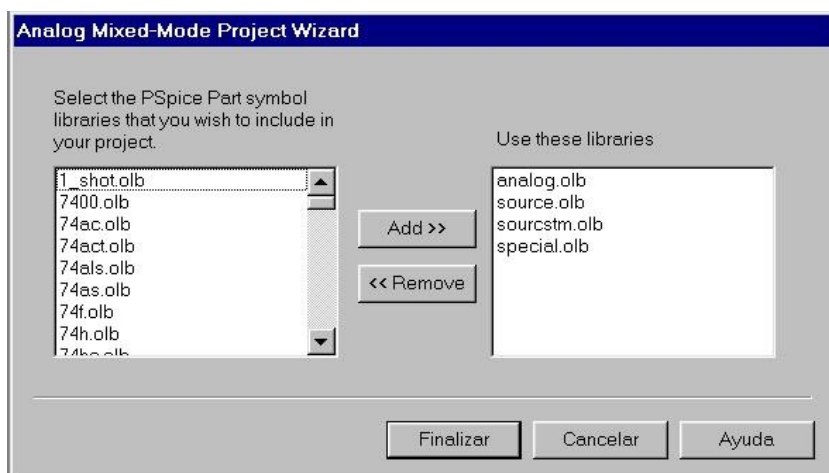 Analog Mixed-Mode Project Wizard
Select the PSpice Part symbol
libraries that you wish to include in
your project.
1_shot.olb
7400.olb
74ac.olb
74act.olb
74als.olb
74as.olb
74f.olb
74h.olb
Add >>
<< Remove
Use these libraries
analog.olb
source.olb
sourcstm.olb
special.olb
Finalizar
Cancelar
Ayuda